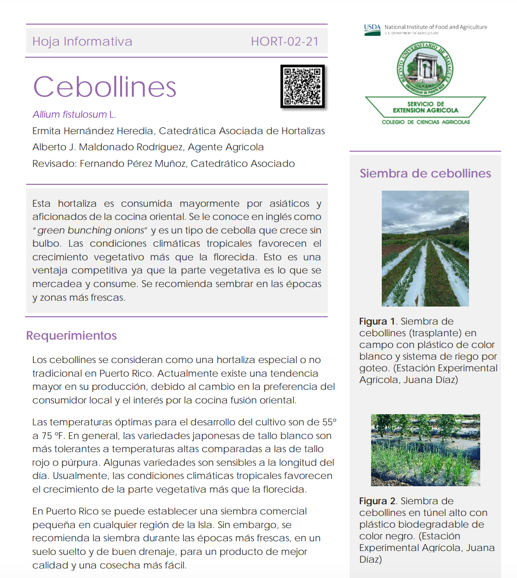 Hoja Informativa HORT-02-21
Cebollines
Allium fistulosum L.
Ermita Hernández Heredia, Catedrática Asociada de Hortalizas
Alberto J. Maldonado Rodríguez, Agente Agrícola
Revisado: Fernando Pérez Muñoz, Catedrático Asociado
Esta hortaliza es consumida mayormente por asiáticos y
aficionados de la cocina oriental. Se le conoce en inglés como
"green bunching onions" y es un tipo de cebolla que crece sin
bulbo. Las condiciones climáticas tropicales favorecen el
crecimiento vegetativo más que la florecida. Esto es una
ventaja competitiva ya que la parte vegetativa es lo que se
mercadea y consume. Se recomienda sembrar en las épocas
y zonas más frescas.
Requerimientos
Los cebollines se consideran como una hortaliza especial o no
tradicional en Puerto Rico. Actualmente existe una tendencia
mayor en su producción, debido al cambio en la preferencia del
consumidor local y el interés por la cocina fusión oriental.
Las temperaturas óptimas para el desarrollo del cultivo son de 55º
a 75 ºF. En general, las variedades japonesas de tallo blanco son
más tolerantes a temperaturas altas comparadas a las de tallo
rojo o púrpura. Algunas variedades son sensibles a la longitud del
día. Usualmente, las condiciones climáticas tropicales favorecen
el crecimiento de la parte vegetativa más que la florecida.
En Puerto Rico se puede establecer una siembra comercial
pequeña en cualquier región de la Isla. Sin embargo, se
recomienda la siembra durante las épocas más frescas, en un
suelo suelto y de buen drenaje, para un producto de mejor
calidad y una cosecha más fácil.
USDA National Institute of Food and Agriculture
U.S. DEPARTMENT OF AGRICULTURE
SERVICIO DE
EXTENSION AGRICOLA
COLEGIO DE CIENCIAS AGRICOLAS
Siembra de cebollines
Figura 1. Siembra de
cebollines (trasplante) en
campo con plástico de color
blanco y sistema de riego por
goteo. (Estación Experimental
Agrícola, Juana Díaz)
Figura 2. Siembra de
cebollines en túnel alto con
plástico biodegradable de
color negro. (Estación
Experimental Agrícola, Juana
Díaz)